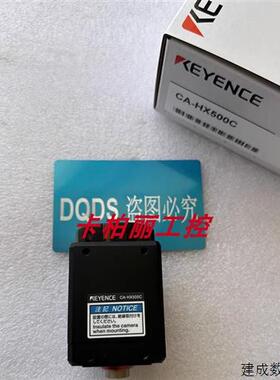 KEYENCE
CA-HX500C
DQDS 盗图必究
卡柏丽工控
KEYENCE
CA-HX500C
注記 NOTICE
Insulate the camera
when mounting.
建成数